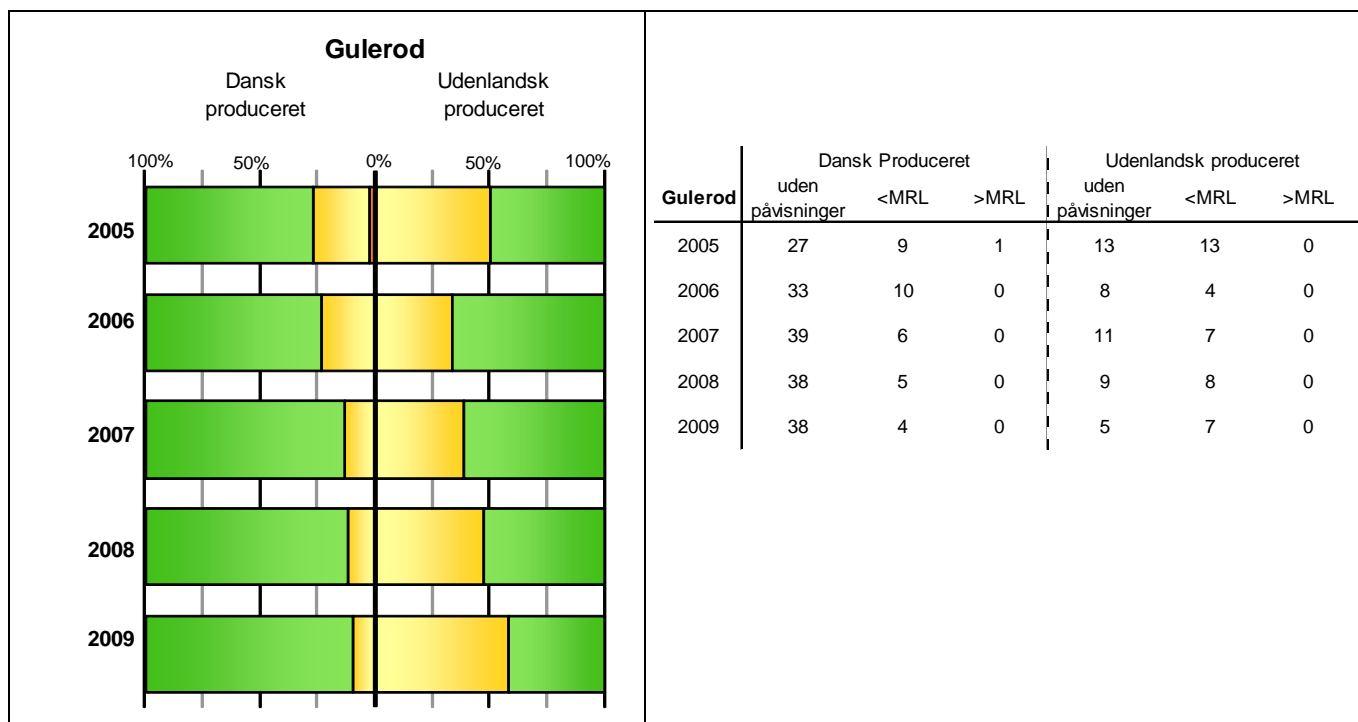 Gulerod
Dansk produceret
Udenlandsk produceret
100% 50% 0% 50% 100%
2005
2006
2007
2008
2009
Dansk Produceret Udenlandsk produceret
Gulerod uden påvisninger <MRL >MRL uden påvisninger <MRL >MRL
2005 27 9 1 13 13 0
2006 33 10 0 8 4 0
2007 39 6 0 11 7 0
2008 38 5 0 9 8 0
2009 38 4 0 5 7 0